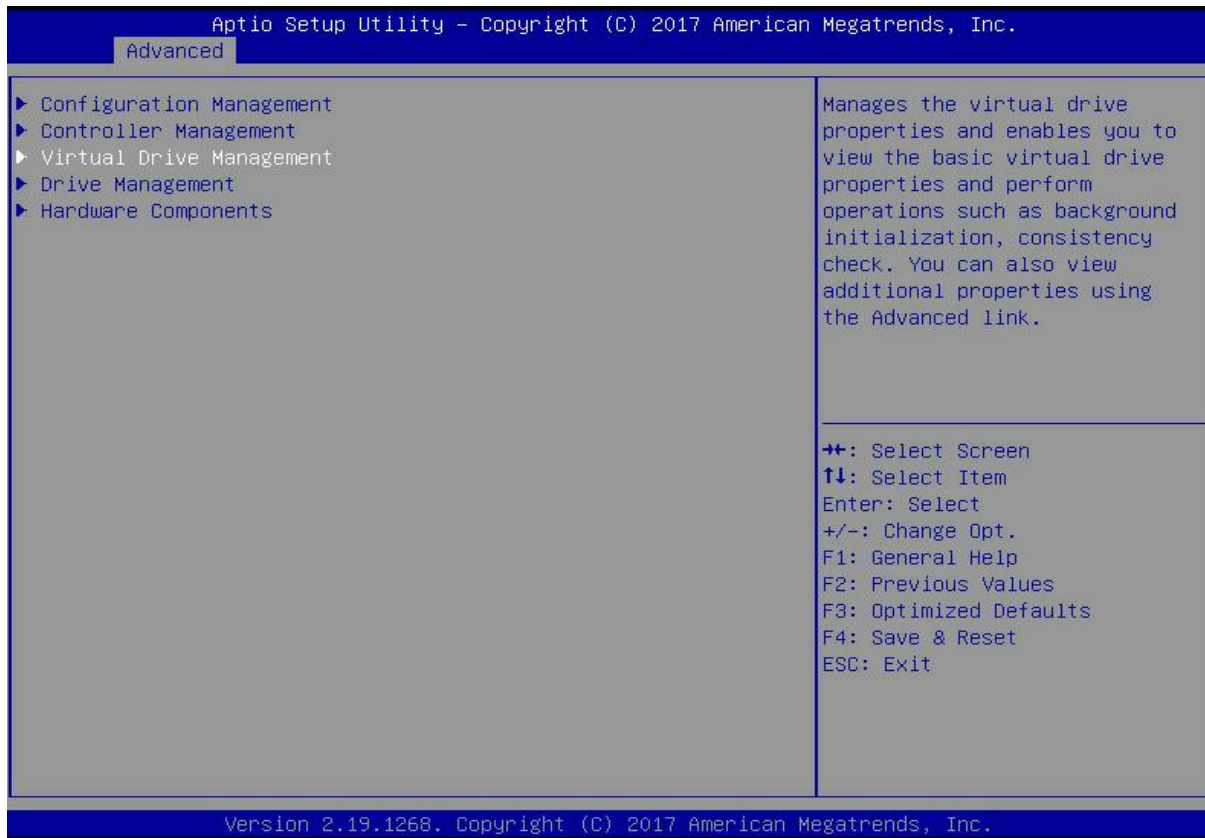 Aptio Setup Utility – Copyright (C) 2017 American Megatrends, Inc.
Advanced
▶ Configuration Management
▶ Controller Management
▶ Virtual Drive Management
▶ Drive Management
▶ Hardware Components
Manages the virtual drive
properties and enables you to
view the basic virtual drive
properties and perform
operations such as background
initialization, consistency
check. You can also view
additional properties using
the Advanced link.
→←: Select Screen
↑↓: Select Item
Enter: Select
+/-: Change Opt.
F1: General Help
F2: Previous Values
F3: Optimized Defaults
F4: Save & Reset
ESC: Exit
Version 2.19.1268. Copyright (C) 2017 American Megatrends, Inc.